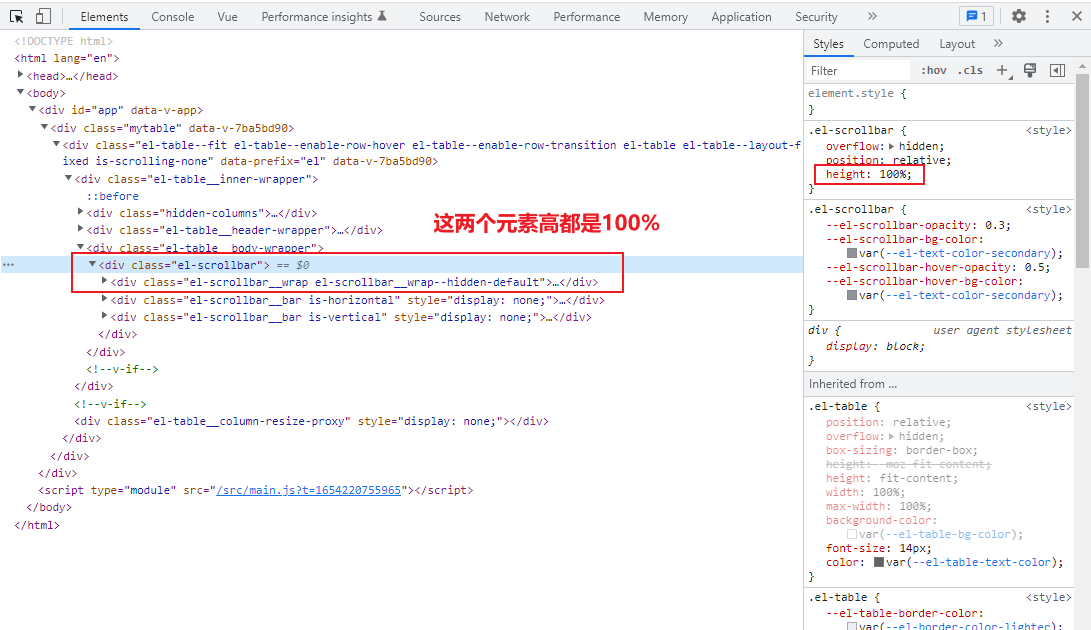 Elements Console Vue Performance insights Sources Network Performance Memory Application Security » 1
<!DOCTYPE html>
<html lang="en">
<head>…</head>
<body>
<div id="app" data-v-app>
<div class="mytable" data-v-7ba5bd90>
<div class="el-table--fit el-table--enable-row-hover el-table--enable-row-transition el-table el-table--layout-f
ixed is-scrolling-none" data-prefix="el" data-v-7ba5bd90>
<div class="el-table__inner-wrapper">
::before
<div class="hidden-columns">…</div>
<div class="el-table__header-wrapper">…</div>
这两个元素高都是100%
<div class="el-table__body-wrapper">
<div class="el-scrollbar"> == $0
<div class="el-scrollbar__wrap el-scrollbar__wrap--hidden-default">…</div>
<div class="el-scrollbar__bar is-horizontal" style="display: none;">…</div>
<div class="el-scrollbar__bar is-vertical" style="display: none;">…</div>
</div>
</div>
<!--v-if-->
</div>
<!--v-if-->
<div class="el-table__column-resize-proxy" style="display: none;"></div>
</div>
</div>
</div>
<script type="module" src="/src/main.js?t=1654220755965"></script>
</body>
</html>
Styles Computed Layout »
Filter :hov .cls
element.style {
}
.el-scrollbar { <style>
overflow: hidden;
position: relative;
height: 100%;
}
.el-scrollbar { <style>
--el-scrollbar-opacity: 0.3;
--el-scrollbar-bg-color:
var(--el-text-color-secondary);
--el-scrollbar-hover-opacity: 0.5;
--el-scrollbar-hover-bg-color:
var(--el-text-color-secondary);
}
div { user agent stylesheet
display: block;
}
Inherited from …
.el-table { <style>
position: relative;
overflow: hidden;
box-sizing: border-box;
height: -moz-fit-content;
height: fit-content;
width: 100%;
max-width: 100%;
background-color:
var(--el-table-bg-color);
font-size: 14px;
color: var(--el-table-text-color);
}
.el-table { <style>
--el-table-border-color:
var(--el-border-color-lighter);